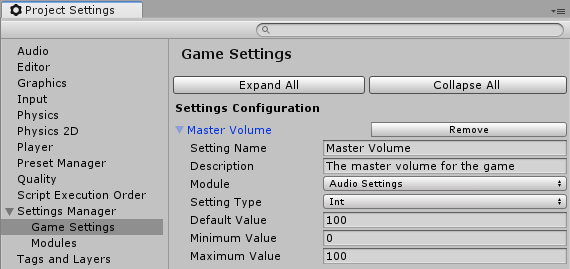 Project Settings
Audio
Editor
Graphics
Input
Physics
Physics 2D
Player
Preset Manager
Quality
Script Execution Order
Settings Manager
Game Settings
Modules
Tags and Layers
Game Settings
Expand All Collapse All
Settings Configuration
Master Volume Remove
Setting Name Master Volume
Description The master volume for the game
Module Audio Settings
Setting Type Int
Default Value 100
Minimum Value 0
Maximum Value 100